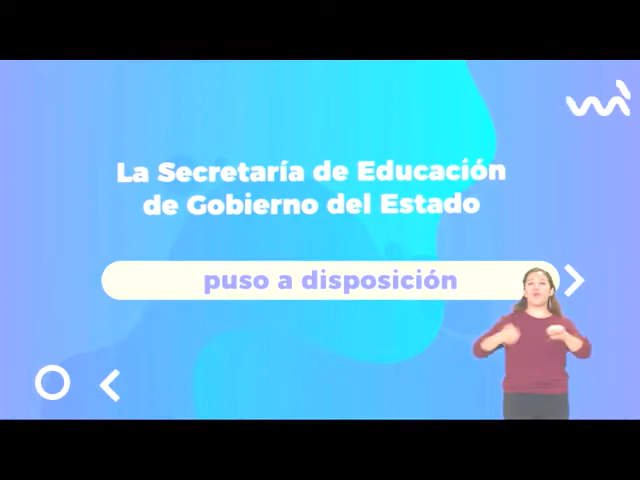 La Secretaría de Educación
de Gobierno del Estado
puso a disposición